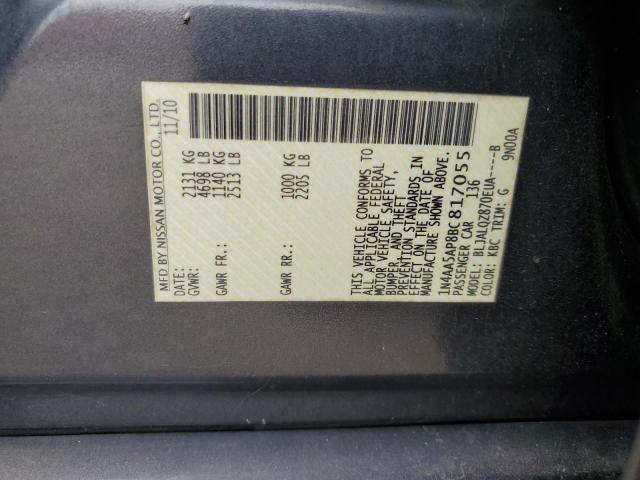 MFD BY NISSAN MOTOR CO., LTD.
DATE: 11/10
GVWR: 2131 KG
4698 LB
GAWR FR: 1140 KG
2513 LB
GAWR RR: 1000 KG
2205 LB
THIS VEHICLE CONFORMS TO
ALL APPLICABLE FEDERAL
MOTOR VEHICLE SAFETY,
BUMPER, AND THEFT
PREVENTION STANDARDS IN
EFFECT ON THE DATE OF
MANUFACTURE SHOWN ABOVE.
1N4AA5AP8BC817055
PASSENGER CAR 136
MODEL: BLJALQZ870EUA----B
COLOR: KBC TRIM: G 9N00A